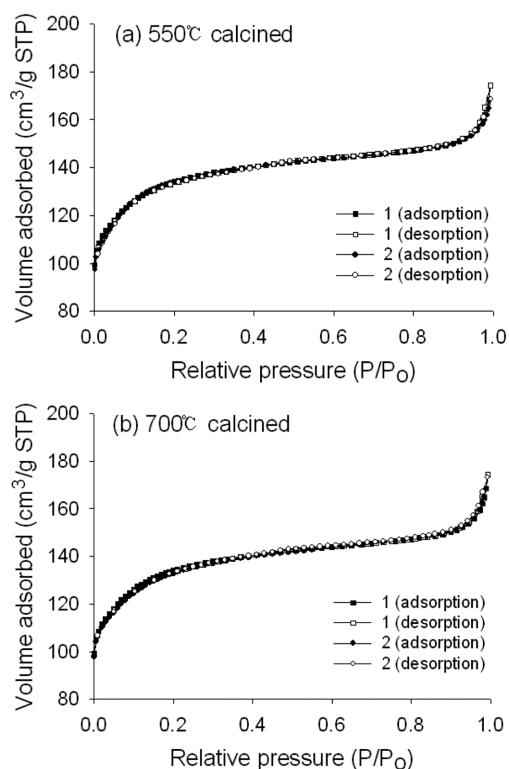 (a) 550℃ calcined
Volume adsorbed (cm³/g STP)
200
180
160
140
120
100
80
1 (adsorption)
1 (desorption)
2 (adsorption)
2 (desorption)
0.0 0.2 0.4 0.6 0.8 1.0
Relative pressure (P/P₀)
(b) 700℃ calcined
Volume adsorbed (cm³/g STP)
200
180
160
140
120
100
80
1 (adsorption)
1 (desorption)
2 (adsorption)
2 (desorption)
0.0 0.2 0.4 0.6 0.8 1.0
Relative pressure (P/P₀)